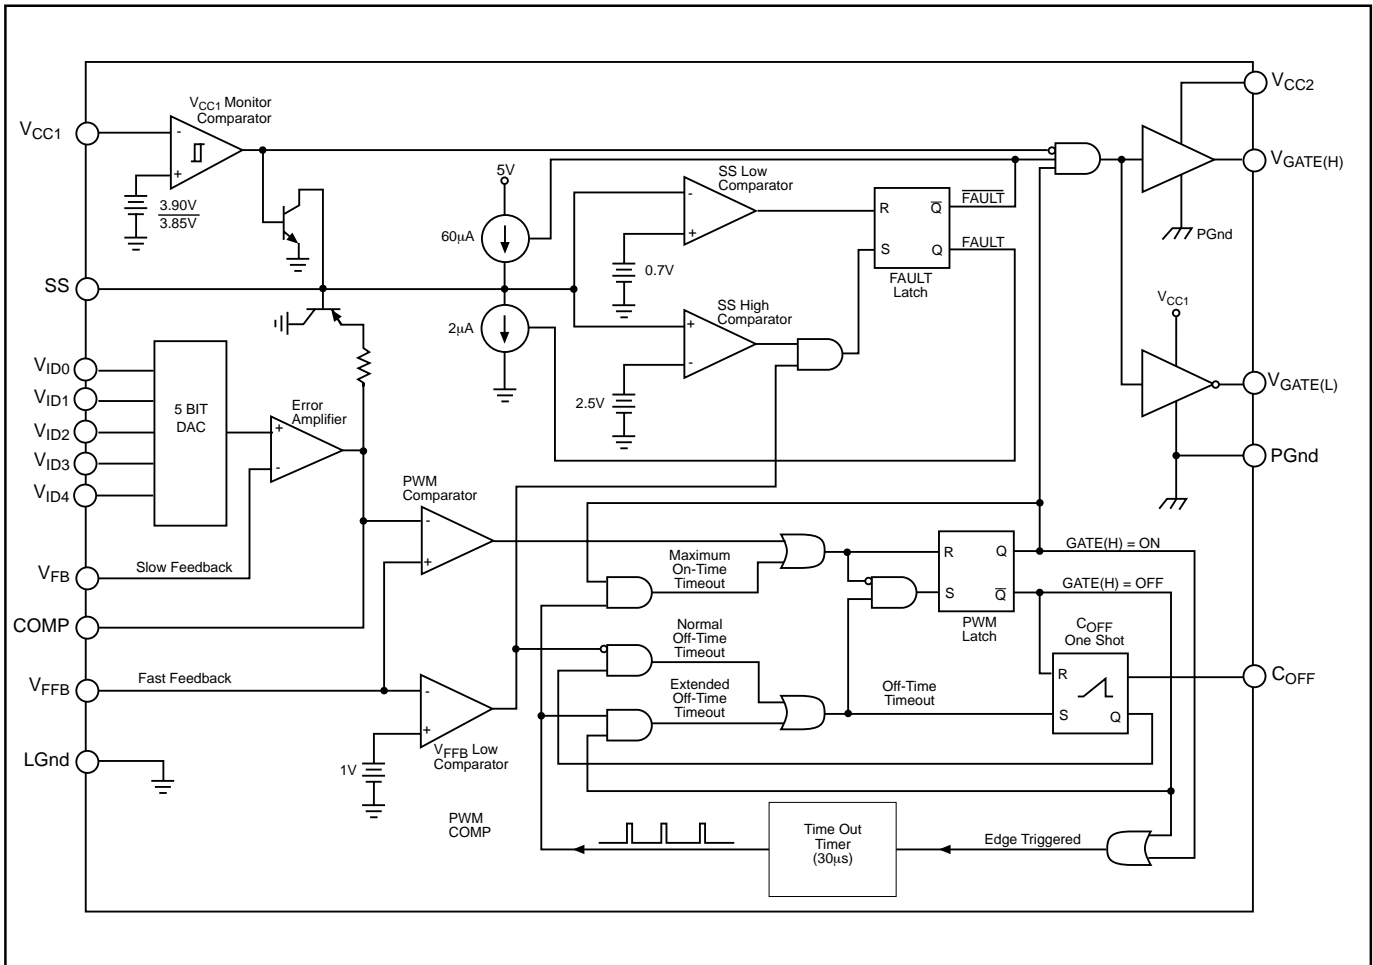 VCC1 Monitor
Comparator
VCC1
-
+
3.90V
3.85V
5V
60µA
SS Low
Comparator
-
+
0.7V
R
Q̅
S
Q
FAULT
Latch
F̅A̅U̅L̅T̅
FAULT
VCC2
VGATE(H)
PGnd
SS
2µA
SS High
Comparator
+
-
2.5V
VCC1
VGATE(L)
PGnd
VID0
VID1
VID2
VID3
VID4
5 BIT
DAC
Error
Amplifier
+
-
PWM
Comparator
-
+
VFB
Slow Feedback
COMP
VFFB
Fast Feedback
-
+
VFFB Low
Comparator
1V
LGnd
PWM
COMP
Maximum
On-Time
Timeout
Normal
Off-Time
Timeout
Extended
Off-Time
Timeout
Off-Time
Timeout
R
Q
S
Q̅
PWM
Latch
GATE(H) = ON
GATE(H) = OFF
COFF
One Shot
R
S
Q
COFF
Time Out
Timer
(30µs)
Edge Triggered